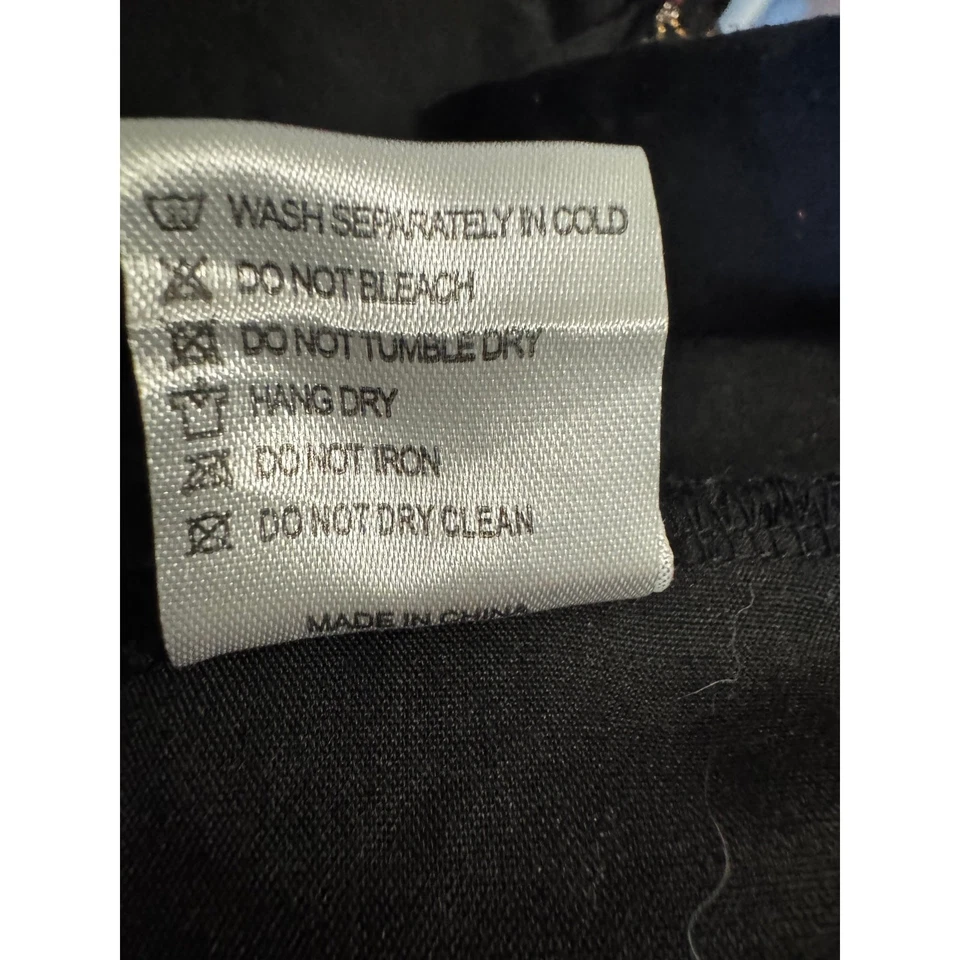 WASH SEPARATELY IN COLD
DO NOT BLEACH
DO NOT TUMBLE DRY
HANG DRY
DO NOT IRON
DO NOT DRY CLEAN
MADE IN CHINA